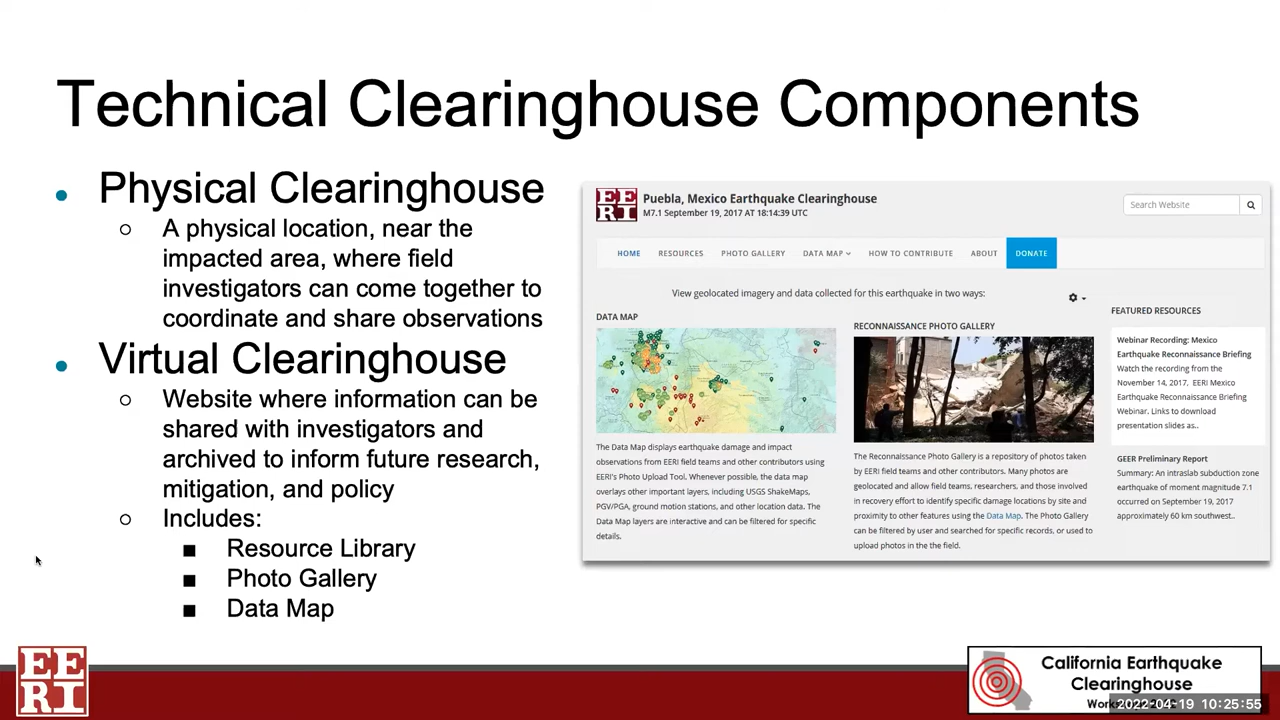 Technical Clearinghouse Components
• Physical Clearinghouse
○ A physical location, near the
impacted area, where field
investigators can come together to
coordinate and share observations
• Virtual Clearinghouse
○ Website where information can be
shared with investigators and
archived to inform future research,
mitigation, and policy
○ Includes:
■ Resource Library
■ Photo Gallery
■ Data Map
EE
RI
Puebla, Mexico Earthquake Clearinghouse
M7.1 September 19, 2017 AT 18:14:39 UTC
Search Website
HOME RESOURCES PHOTO GALLERY DATA MAP HOW TO CONTRIBUTE ABOUT DONATE
View geolocated imagery and data collected for this earthquake in two ways:
DATA MAP
The Data Map displays earthquake damage and impact
observations from EERI field teams and other contributors using
EERI's Photo Upload Tool. Whenever possible, the data map
overlays other important layers, including USGS ShakeMaps,
PGV/PGA, ground motion stations, and other location data. The
Data Map layers are interactive and can be filtered for specific
details.
RECONNAISSANCE PHOTO GALLERY
The Reconnaissance Photo Gallery is a repository of photos taken
by EERI field teams and other contributors. Many photos are
geolocated and allow field teams, researchers, and those involved
in recovery effort to identify specific damage locations by site and
proximity to other features using the Data Map. The Photo Gallery
can be filtered by user and searched for specific records, or used to
upload photos in the the field.
FEATURED RESOURCES
Webinar Recording: Mexico
Earthquake Reconnaissance Briefing
Watch the recording from the
November 14, 2017, EERI Mexico
Earthquake Reconnaissance Briefing
Webinar. Links to download
presentation slides as..
GEER Preliminary Report
Summary: An intraslab subduction zone
earthquake of moment magnitude 7.1
occurred on September 19, 2017
approximately 60 km southwest..
EE
RI
California Earthquake
Clearinghouse
2022-04-19 10:25:55